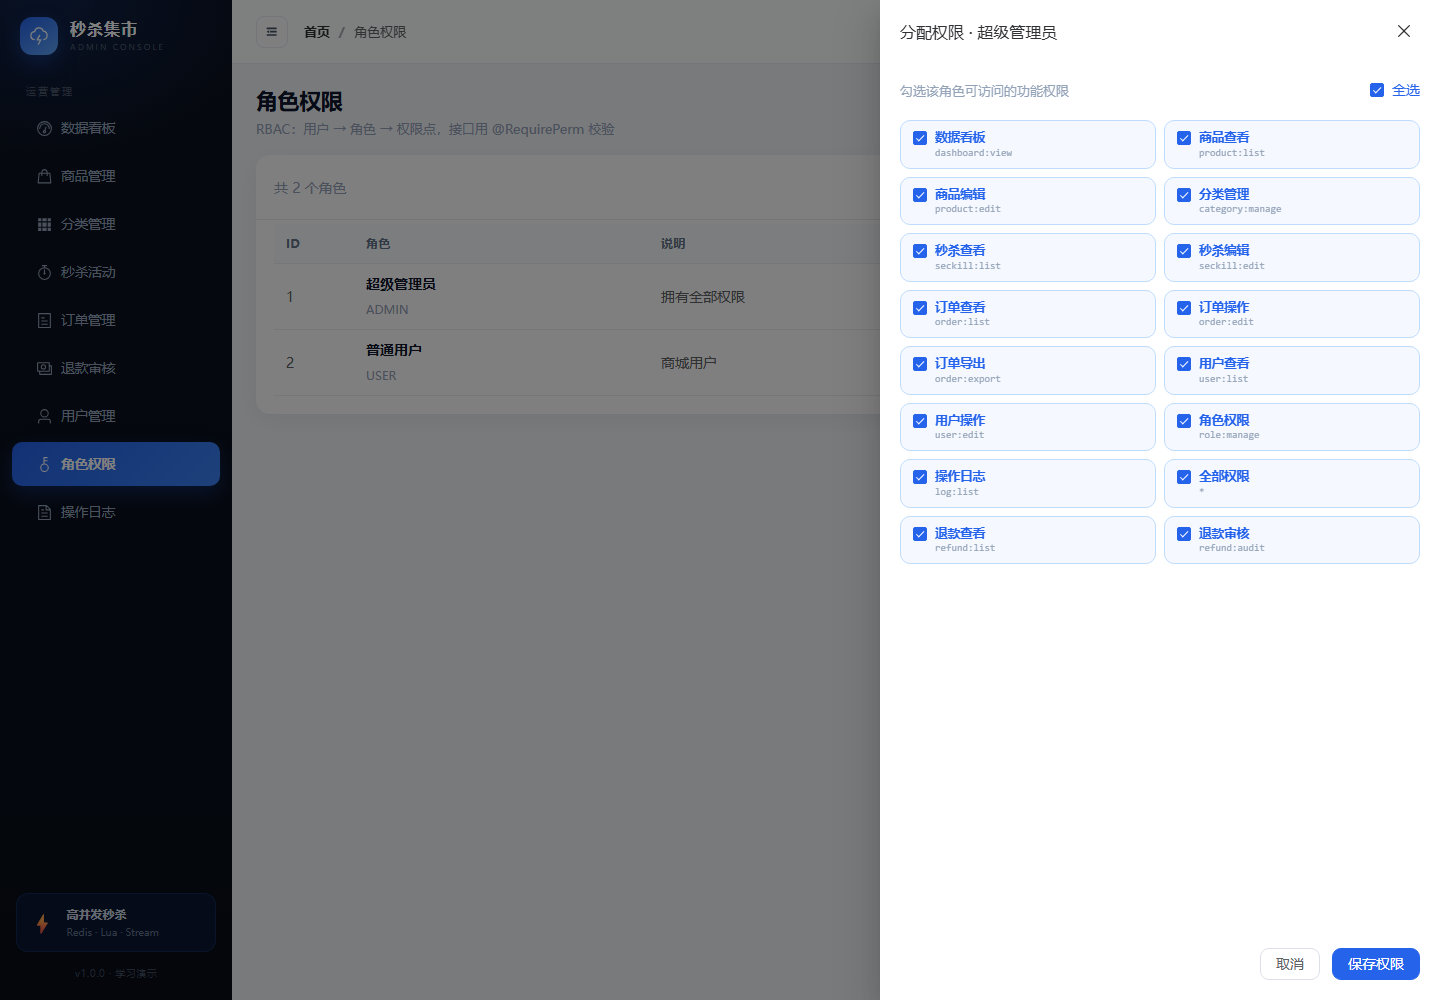 秒杀集市
ADMIN CONSOLE
运营管理
数据看板
商品管理
分类管理
秒杀活动
订单管理
退款审核
用户管理
角色权限
操作日志
高并发秒杀
Redis · Lua · Stream
v1.0.0 · 学习演示
首页 / 角色权限
角色权限
RBAC：用户 → 角色 → 权限点，接口用 @RequirePerm 校验
共 2 个角色
ID 角色 说明
1 超级管理员 拥有全部权限
ADMIN
2 普通用户 商城用户
USER
分配权限 · 超级管理员
勾选该角色可访问的功能权限 全选
数据看板
dashboard:view
商品查看
product:list
商品编辑
product:edit
分类管理
category:manage
秒杀查看
seckill:list
秒杀编辑
seckill:edit
订单查看
order:list
订单操作
order:edit
订单导出
order:export
用户查看
user:list
用户操作
user:edit
角色权限
role:manage
操作日志
log:list
全部权限
*
退款查看
refund:list
退款审核
refund:audit
取消 保存权限